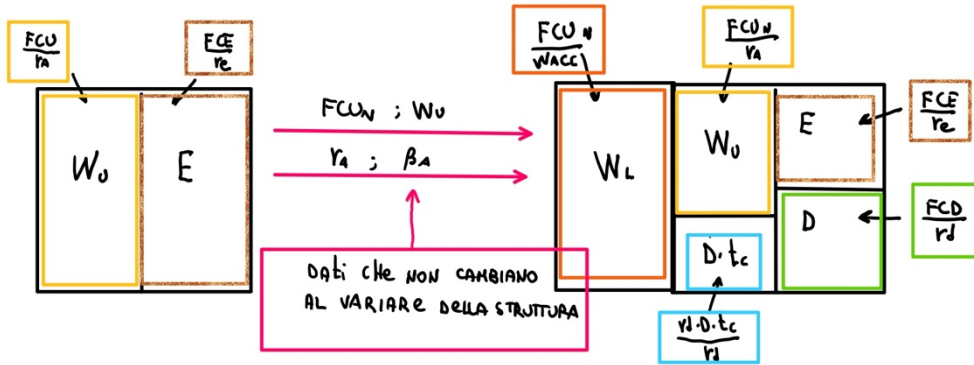 FCU
rA
FCE
re
Wu
E
FCUN ; Wu
rA ; βA
DATI CHE NON CAMBIANO
AL VARIARE DELLA STRUTTURA
FCUN
WACC
FCUN
rA
WL
Wu
E
FCE
re
D
FCD
rd
D·tc
rd·D·tc
rd